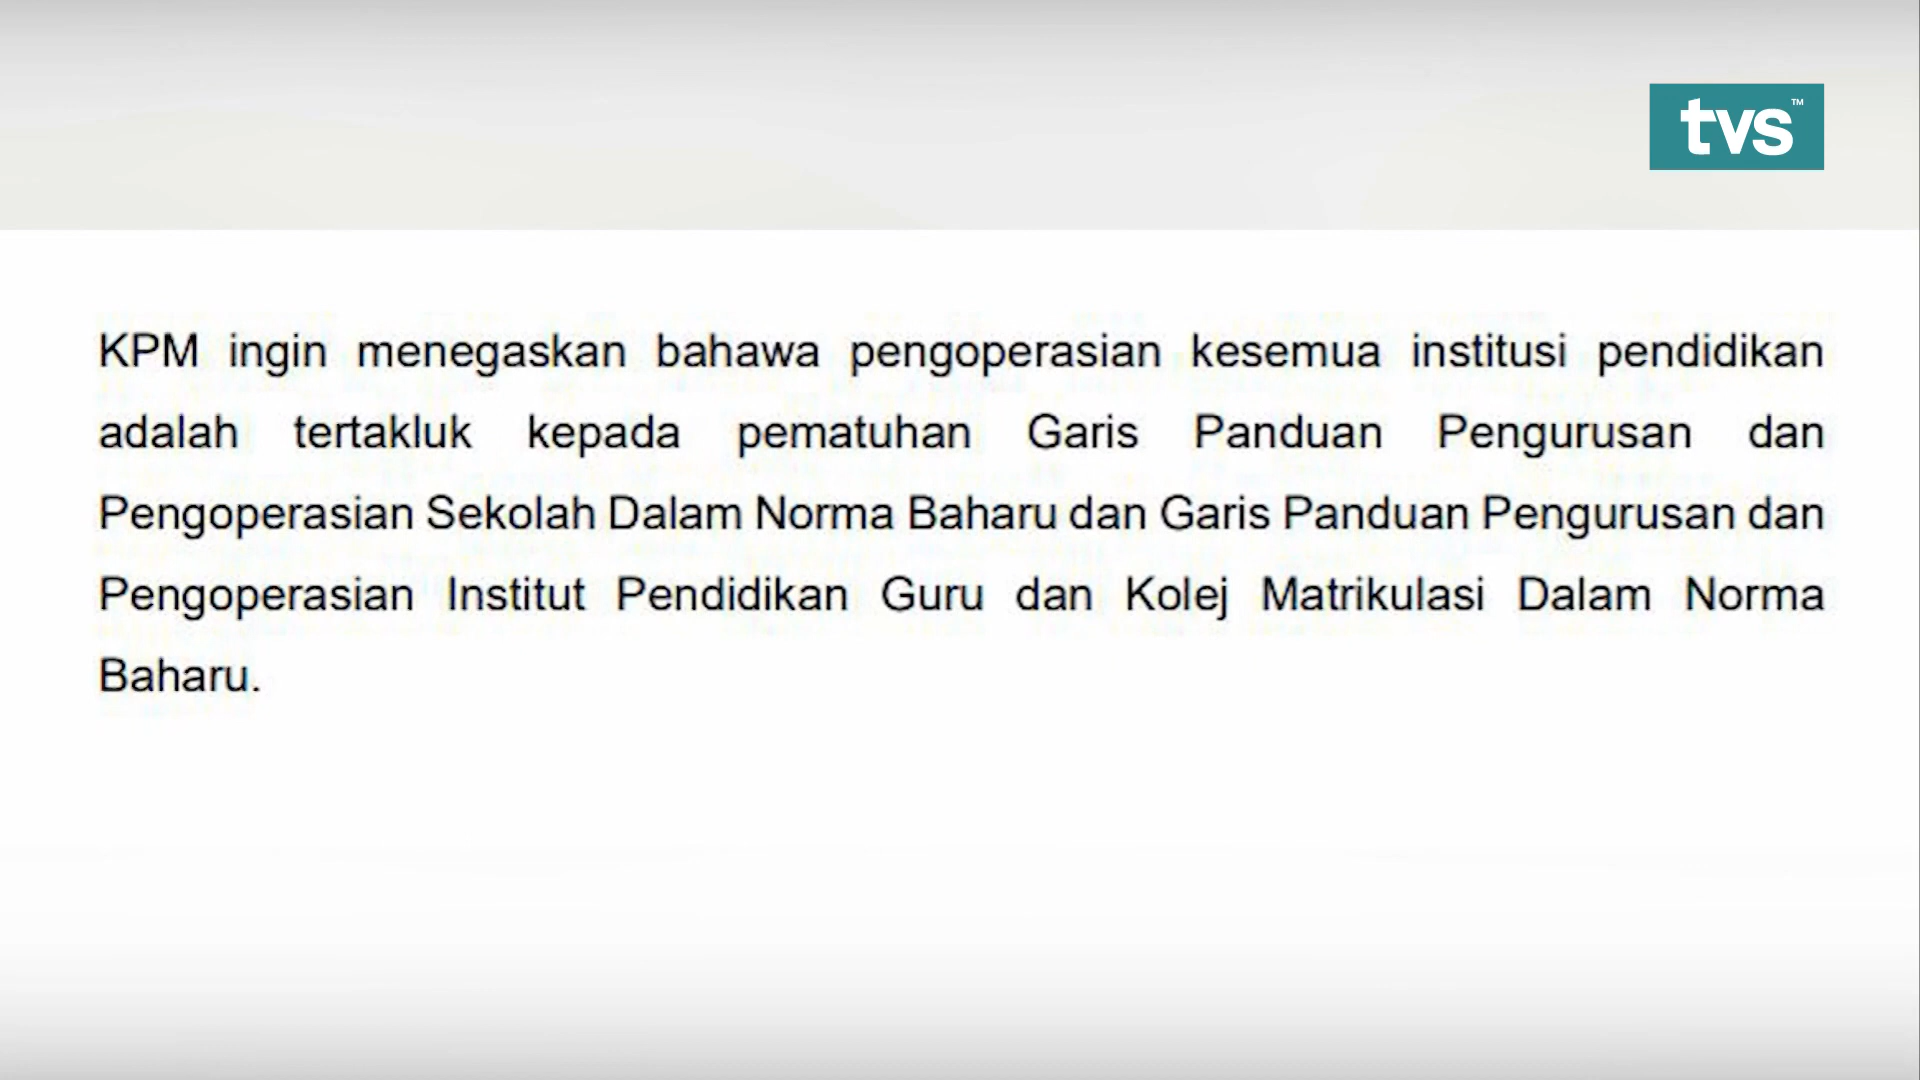 tvs™
KPM ingin menegaskan bahawa pengoperasian kesemua institusi pendidikan
adalah tertakluk kepada pematuhan Garis Panduan Pengurusan dan
Pengoperasian Sekolah Dalam Norma Baharu dan Garis Panduan Pengurusan dan
Pengoperasian Institut Pendidikan Guru dan Kolej Matrikulasi Dalam Norma
Baharu.